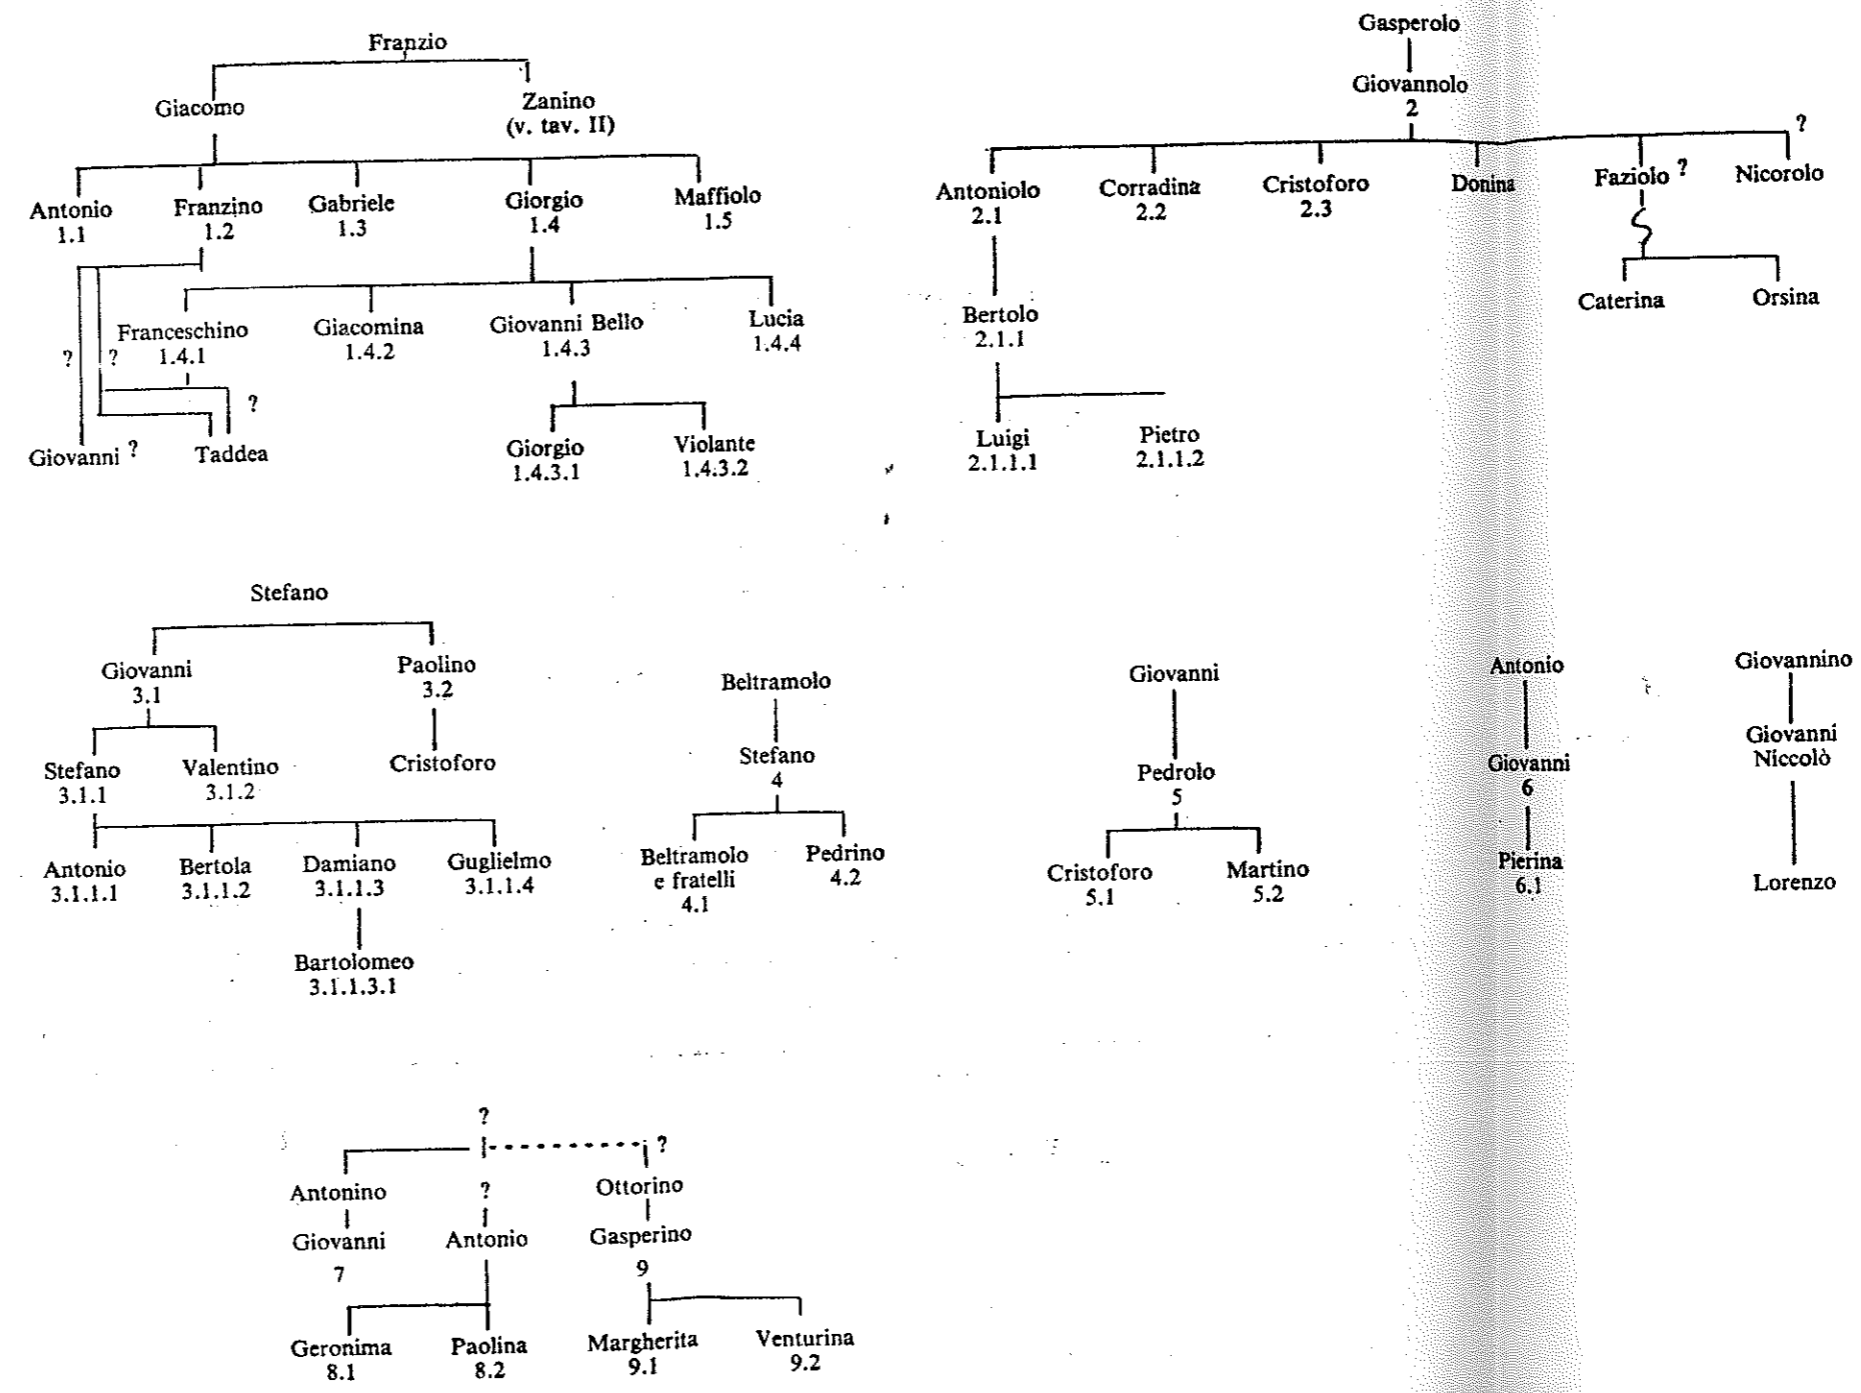 Franzio
Giacomo
Zanino
(v. tav. II)
Antonio
1.1
Franzino
1.2
Gabriele
1.3
Giorgio
1.4
Maffiolo
1.5
Franceschino
1.4.1
Giacomina
1.4.2
Giovanni Bello
1.4.3
Lucia
1.4.4
?
?
?
Giovanni ?
Taddea
Giorgio
1.4.3.1
Violante
1.4.3.2
Gasperolo
Giovannolo
2
?
Antoniolo
2.1
Corradina
2.2
Cristoforo
2.3
Donina
Faziolo ?
Nicorolo
Bertolo
2.1.1
Caterina
Orsina
Luigi
2.1.1.1
Pietro
2.1.1.2
Stefano
Giovanni
3.1
Paolino
3.2
Stefano
3.1.1
Valentino
3.1.2
Cristoforo
Antonio
3.1.1.1
Bertola
3.1.1.2
Damiano
3.1.1.3
Guglielmo
3.1.1.4
Bartolomeo
3.1.1.3.1
Beltramolo
Stefano
4
Beltramolo
e fratelli
4.1
Pedrino
4.2
Giovanni
Pedrolo
5
Cristoforo
5.1
Martino
5.2
Antonio
Giovanni
6
Pierina
6.1
Giovannino
Giovanni
Niccolò
Lorenzo
?
?
Antonino
?
Ottorino
Giovanni
7
Antonio
Gasperino
9
Geronima
8.1
Paolina
8.2
Margherita
9.1
Venturina
9.2